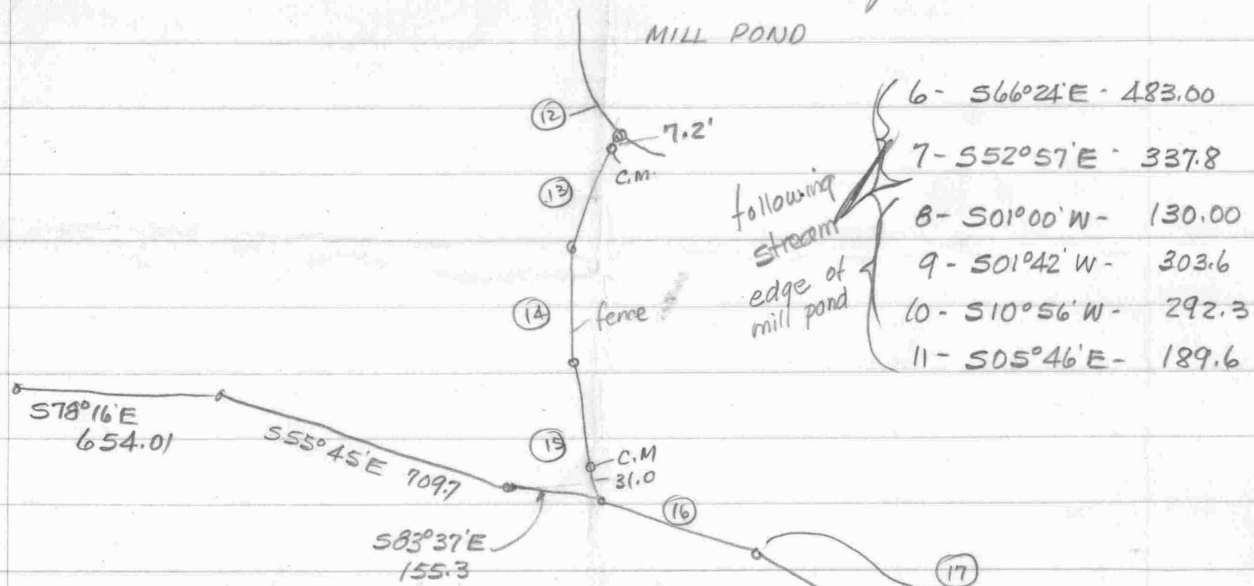 MILL POND
6- S66°24'E - 483.00
12
7.2'
C.M.
7- S52°57'E - 337.8
13
following
stream
8- S01°00'W- 130.00
edge of
mill pond
9- S01°42'W- 303.6
14
fence
10- S10°56'W- 292.3
11- S05°46'E- 189.6
S78°16'E
654.01
S55°45'E 709.7
15
C.M
31.0
16
S83°37'E
155.3
17